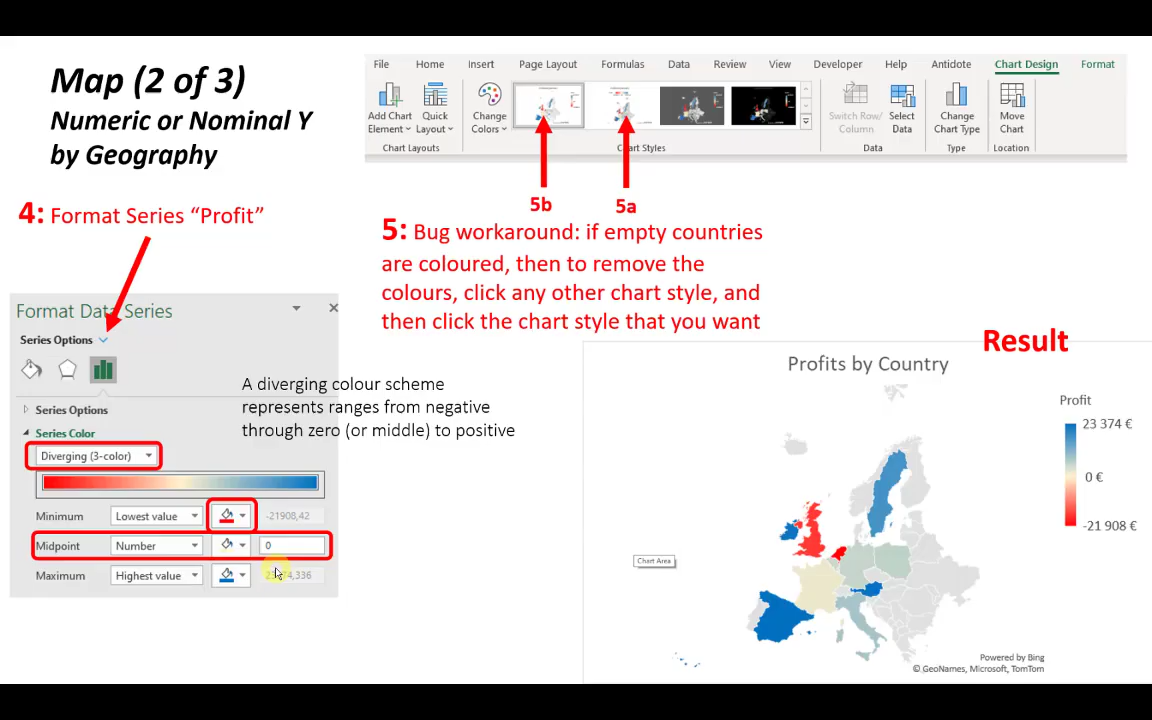 Map (2 of 3)
Numeric or Nominal Y
by Geography
File Home Insert Page Layout Formulas Data Review View Developer Help Antidote Chart Design Format
Add Chart
Element
Quick
Layout
Change
Colors
Switch Row/
Column
Select
Data
Change
Chart Type
Move
Chart
Chart Layouts
Chart Styles
Data
Type
Location
5b
5a
4: Format Series “Profit”
5: Bug workaround: if empty countries
are coloured, then to remove the
colours, click any other chart style, and
then click the chart style that you want
Format Data Series
Series Options
Series Options
Series Color
Diverging (3-color)
Minimum Lowest value -21908,42
Midpoint Number 0
Maximum Highest value
A diverging colour scheme
represents ranges from negative
through zero (or middle) to positive
Result
Profits by Country
Profit
23 374 €
0 €
-21 908 €
Chart Area
Powered by Bing
© GeoNames, Microsoft, TomTom